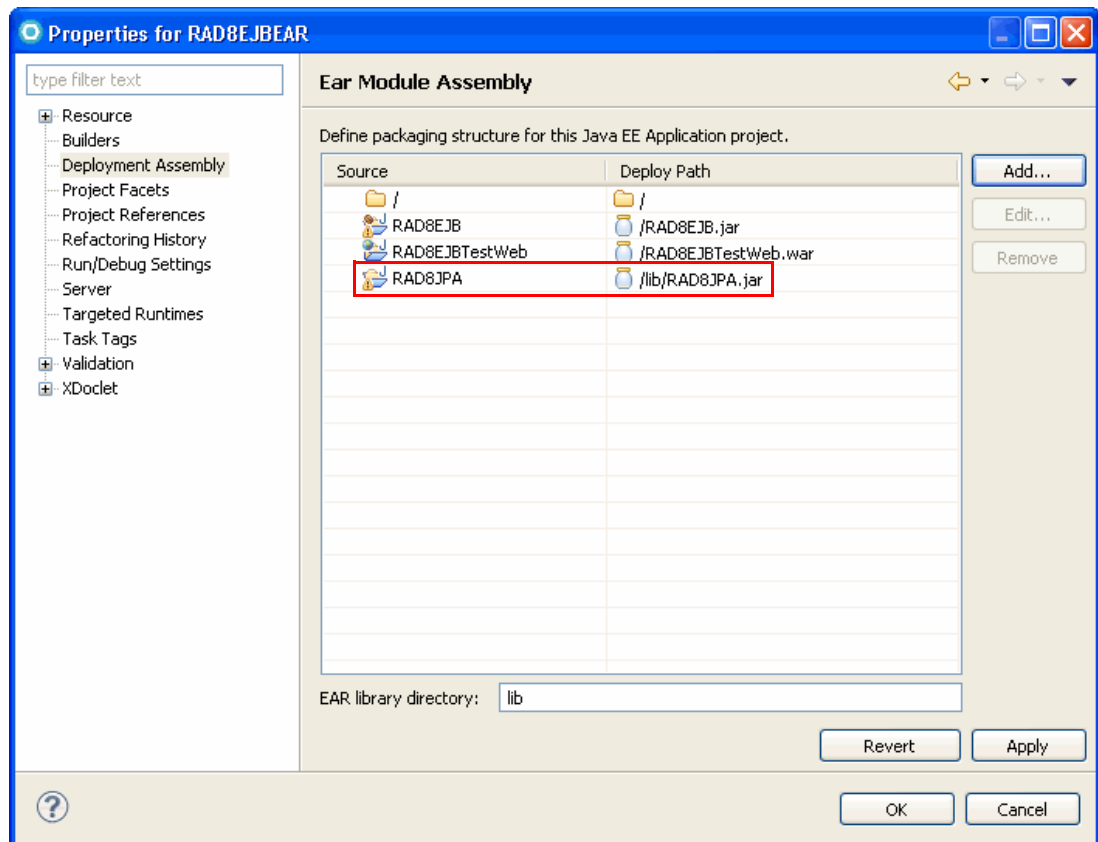 Properties for RAD8EJBEAR
type filter text
Resource
Builders
Deployment Assembly
Project Facets
Project References
Refactoring History
Run/Debug Settings
Server
Targeted Runtimes
Task Tags
Validation
XDoclet
Ear Module Assembly
Define packaging structure for this Java EE Application project.
Source Deploy Path
/ /
RAD8EJB /RAD8EJB.jar
RAD8EJBTestWeb /RAD8EJBTestWeb.war
RAD8JPA /lib/RAD8JPA.jar
Add...
Edit...
Remove
EAR library directory: lib
Revert Apply
? OK Cancel